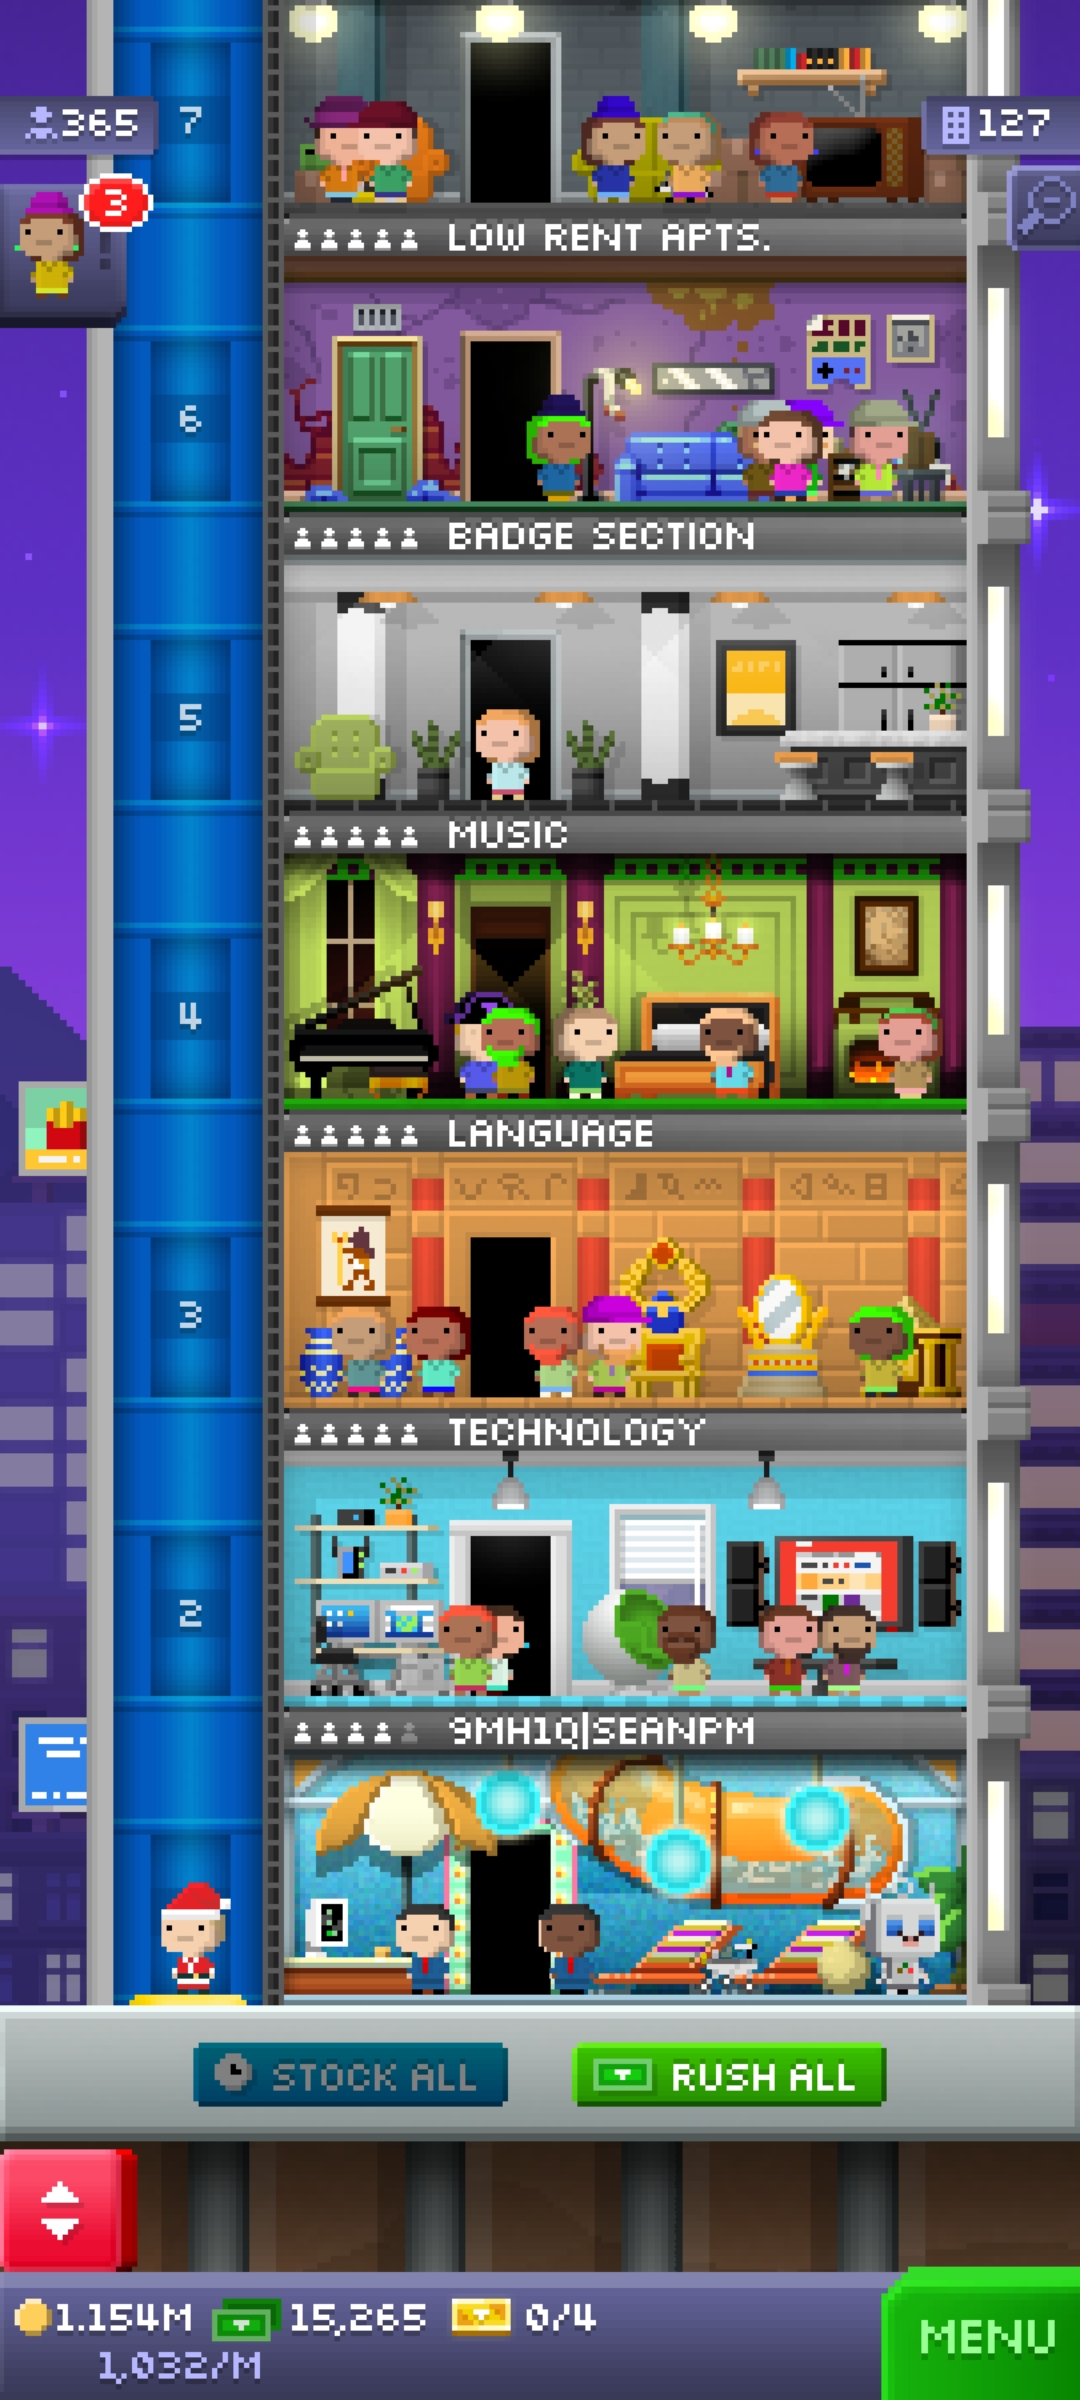 7
365
127
3
LOW RENT APTS.
6
BADGE SECTION
5
MUSIC
4
LANGUAGE
3
TECHNOLOGY
2
9MH1Q|SEANPM
STOCK ALL
RUSH ALL
1.154M
15,265
0/4
1,032/M
MENU